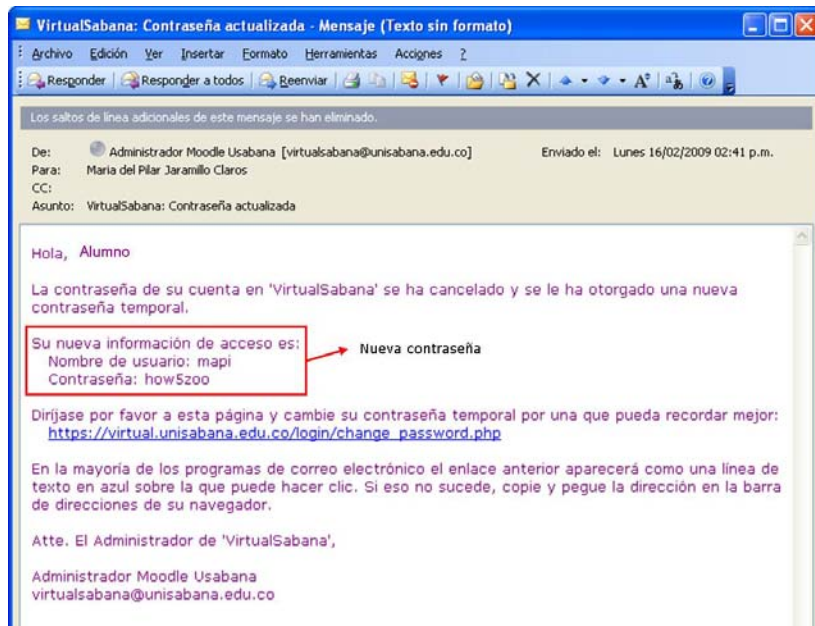 VirtualSabana: Contraseña actualizada - Mensaje (Texto sin formato)
Archivo Edición Ver Insertar Formato Herramientas Acciones ?
Responder Responder a todos Reenviar
Los saltos de línea adicionales de este mensaje se han eliminado.
De: Administrador Moodle Usabana [virtualsabana@unisabana.edu.co] Enviado el: Lunes 16/02/2009 02:41 p.m.
Para: Maria del Pilar Jaramillo Claros
CC:
Asunto: VirtualSabana: Contraseña actualizada
Hola, Alumno
La contraseña de su cuenta en 'VirtualSabana' se ha cancelado y se le ha otorgado una nueva
contraseña temporal.
Su nueva información de acceso es:
Nombre de usuario: mapi
Contraseña: how5zoo
Nueva contraseña
Diríjase por favor a esta página y cambie su contraseña temporal por una que pueda recordar mejor:
https://virtual.unisabana.edu.co/login/change_password.php
En la mayoría de los programas de correo electrónico el enlace anterior aparecerá como una línea de
texto en azul sobre la que puede hacer clic. Si eso no sucede, copie y pegue la dirección en la barra
de direcciones de su navegador.
Atte. El Administrador de 'VirtualSabana',
Administrador Moodle Usabana
virtualsabana@unisabana.edu.co